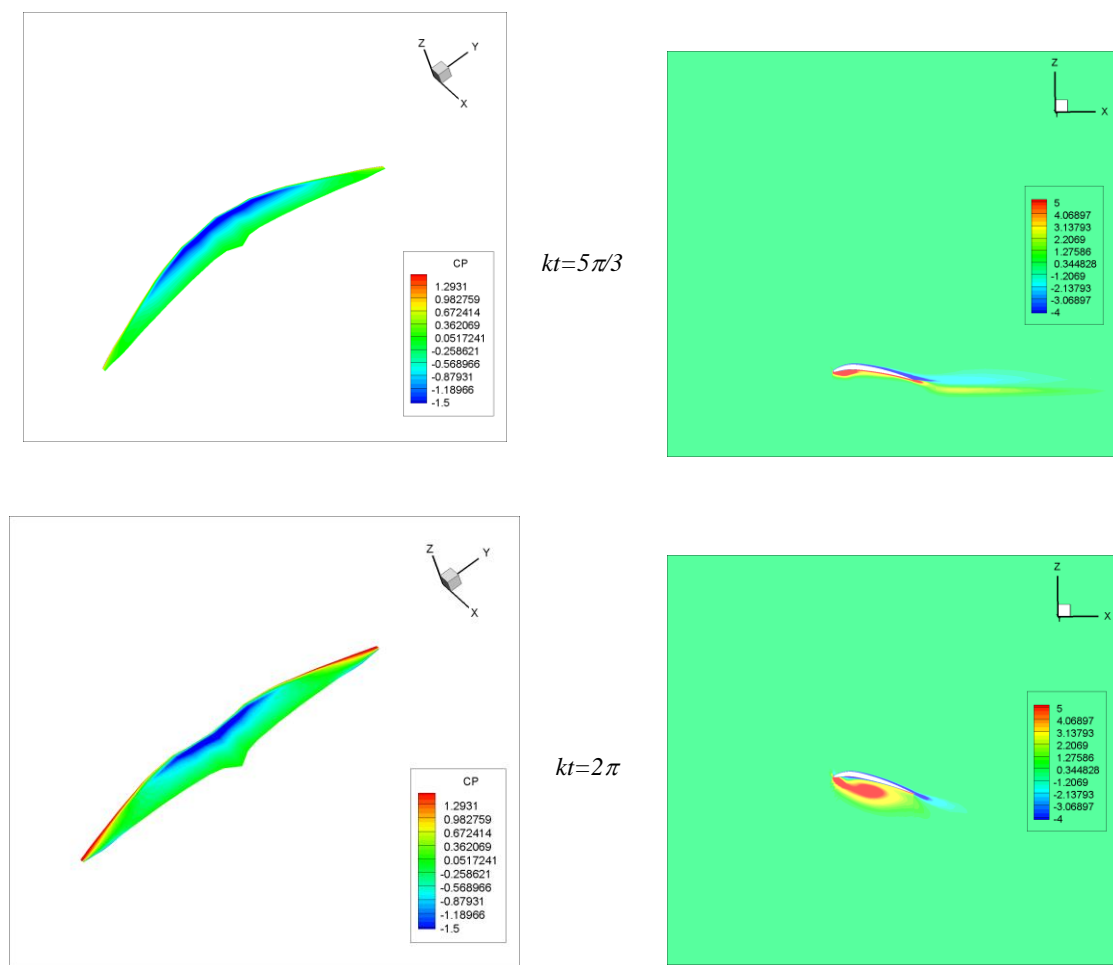 Z
Y
X
CP
1.2931
0.982759
0.672414
0.362069
0.0517241
-0.258621
-0.568966
-0.87931
-1.18966
-1.5
kt=5π/3
Z
X
5
4.06897
3.13793
2.2069
1.27586
0.344828
-1.2069
-2.13793
-3.06897
-4
Z
Y
X
CP
1.2931
0.982759
0.672414
0.362069
0.0517241
-0.258621
-0.568966
-0.87931
-1.18966
-1.5
kt=2π
Z
X
5
4.06897
3.13793
2.2069
1.27586
0.344828
-1.2069
-2.13793
-3.06897
-4